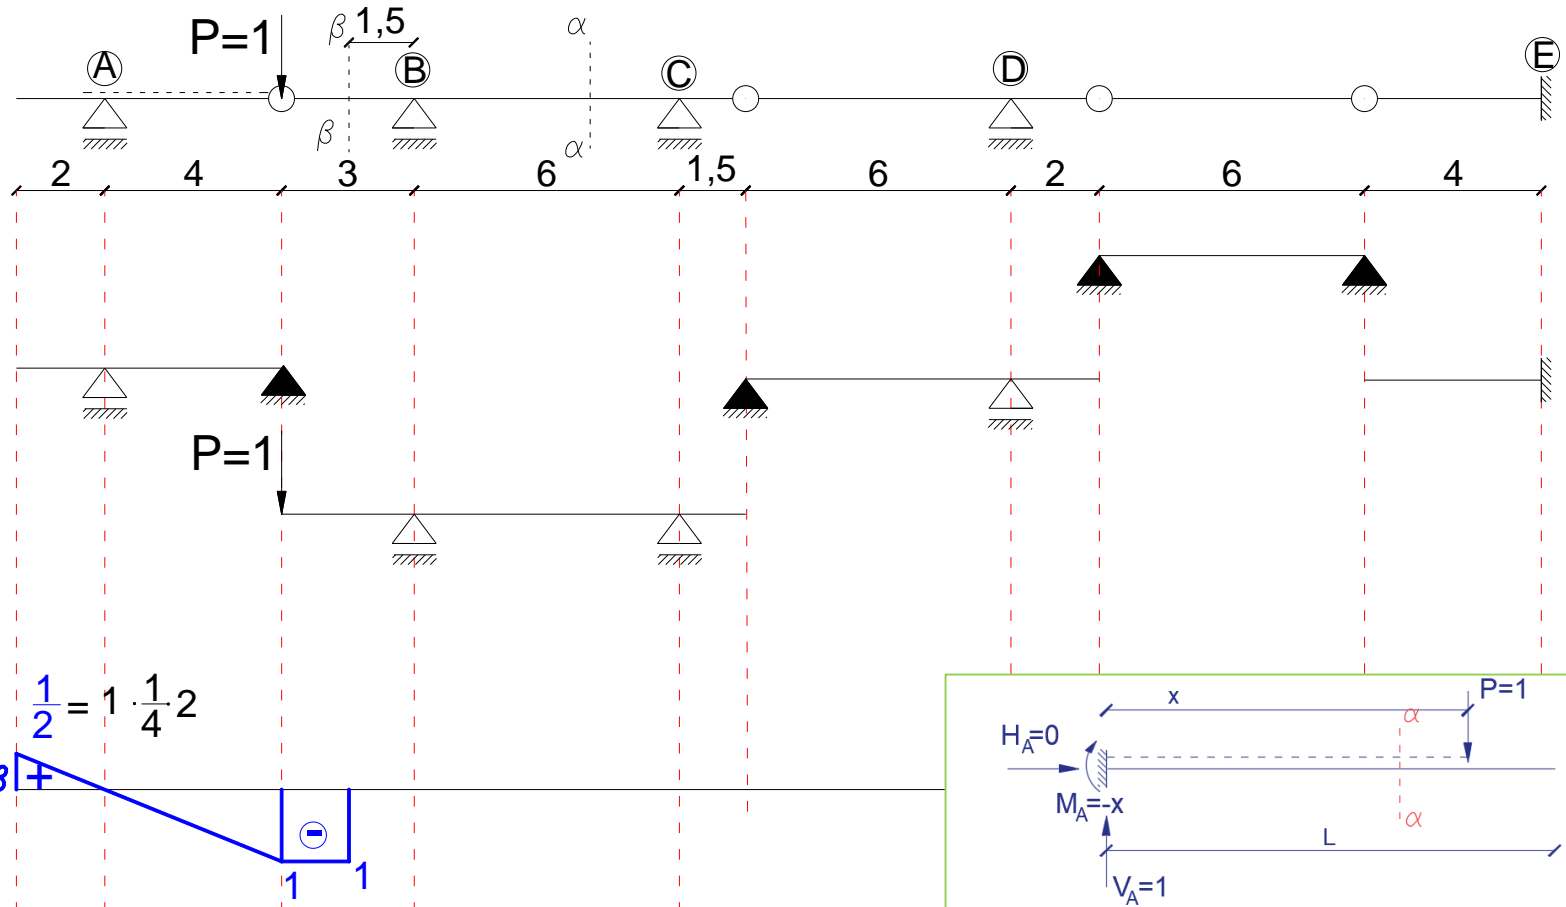 P=1
β 1,5
α
A
B
C
D
E
β
α
2 4 3 6 1,5 6 2 6 4
P=1
1/2 = 1 · 1/4 · 2
+
-
1
1
x
P=1
α
H_A=0
M_A=-x
α
L
V_A=1